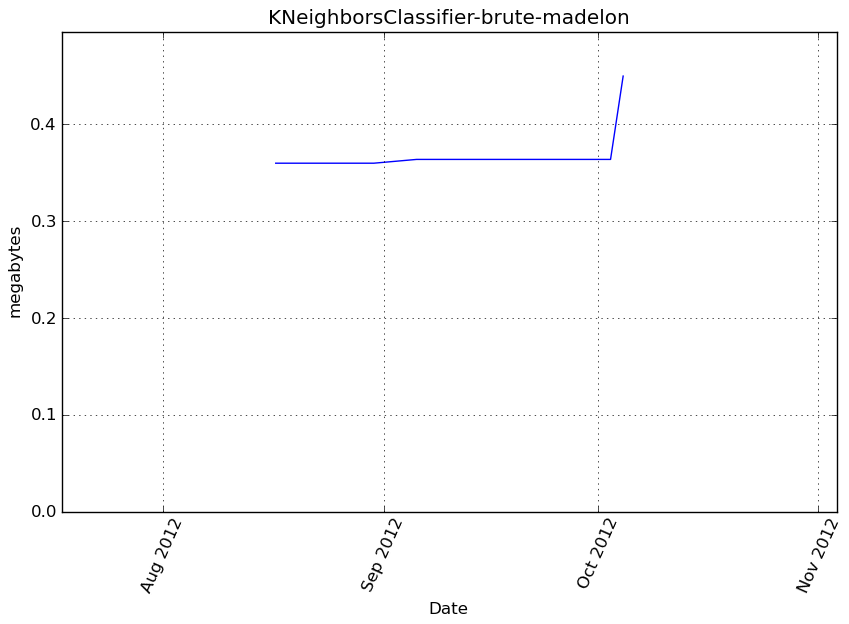 KNeighborsClassifier-brute-madelon
megabytes
0.4
0.3
0.2
0.1
0.0
Aug 2012
Sep 2012
Oct 2012
Nov 2012
Date